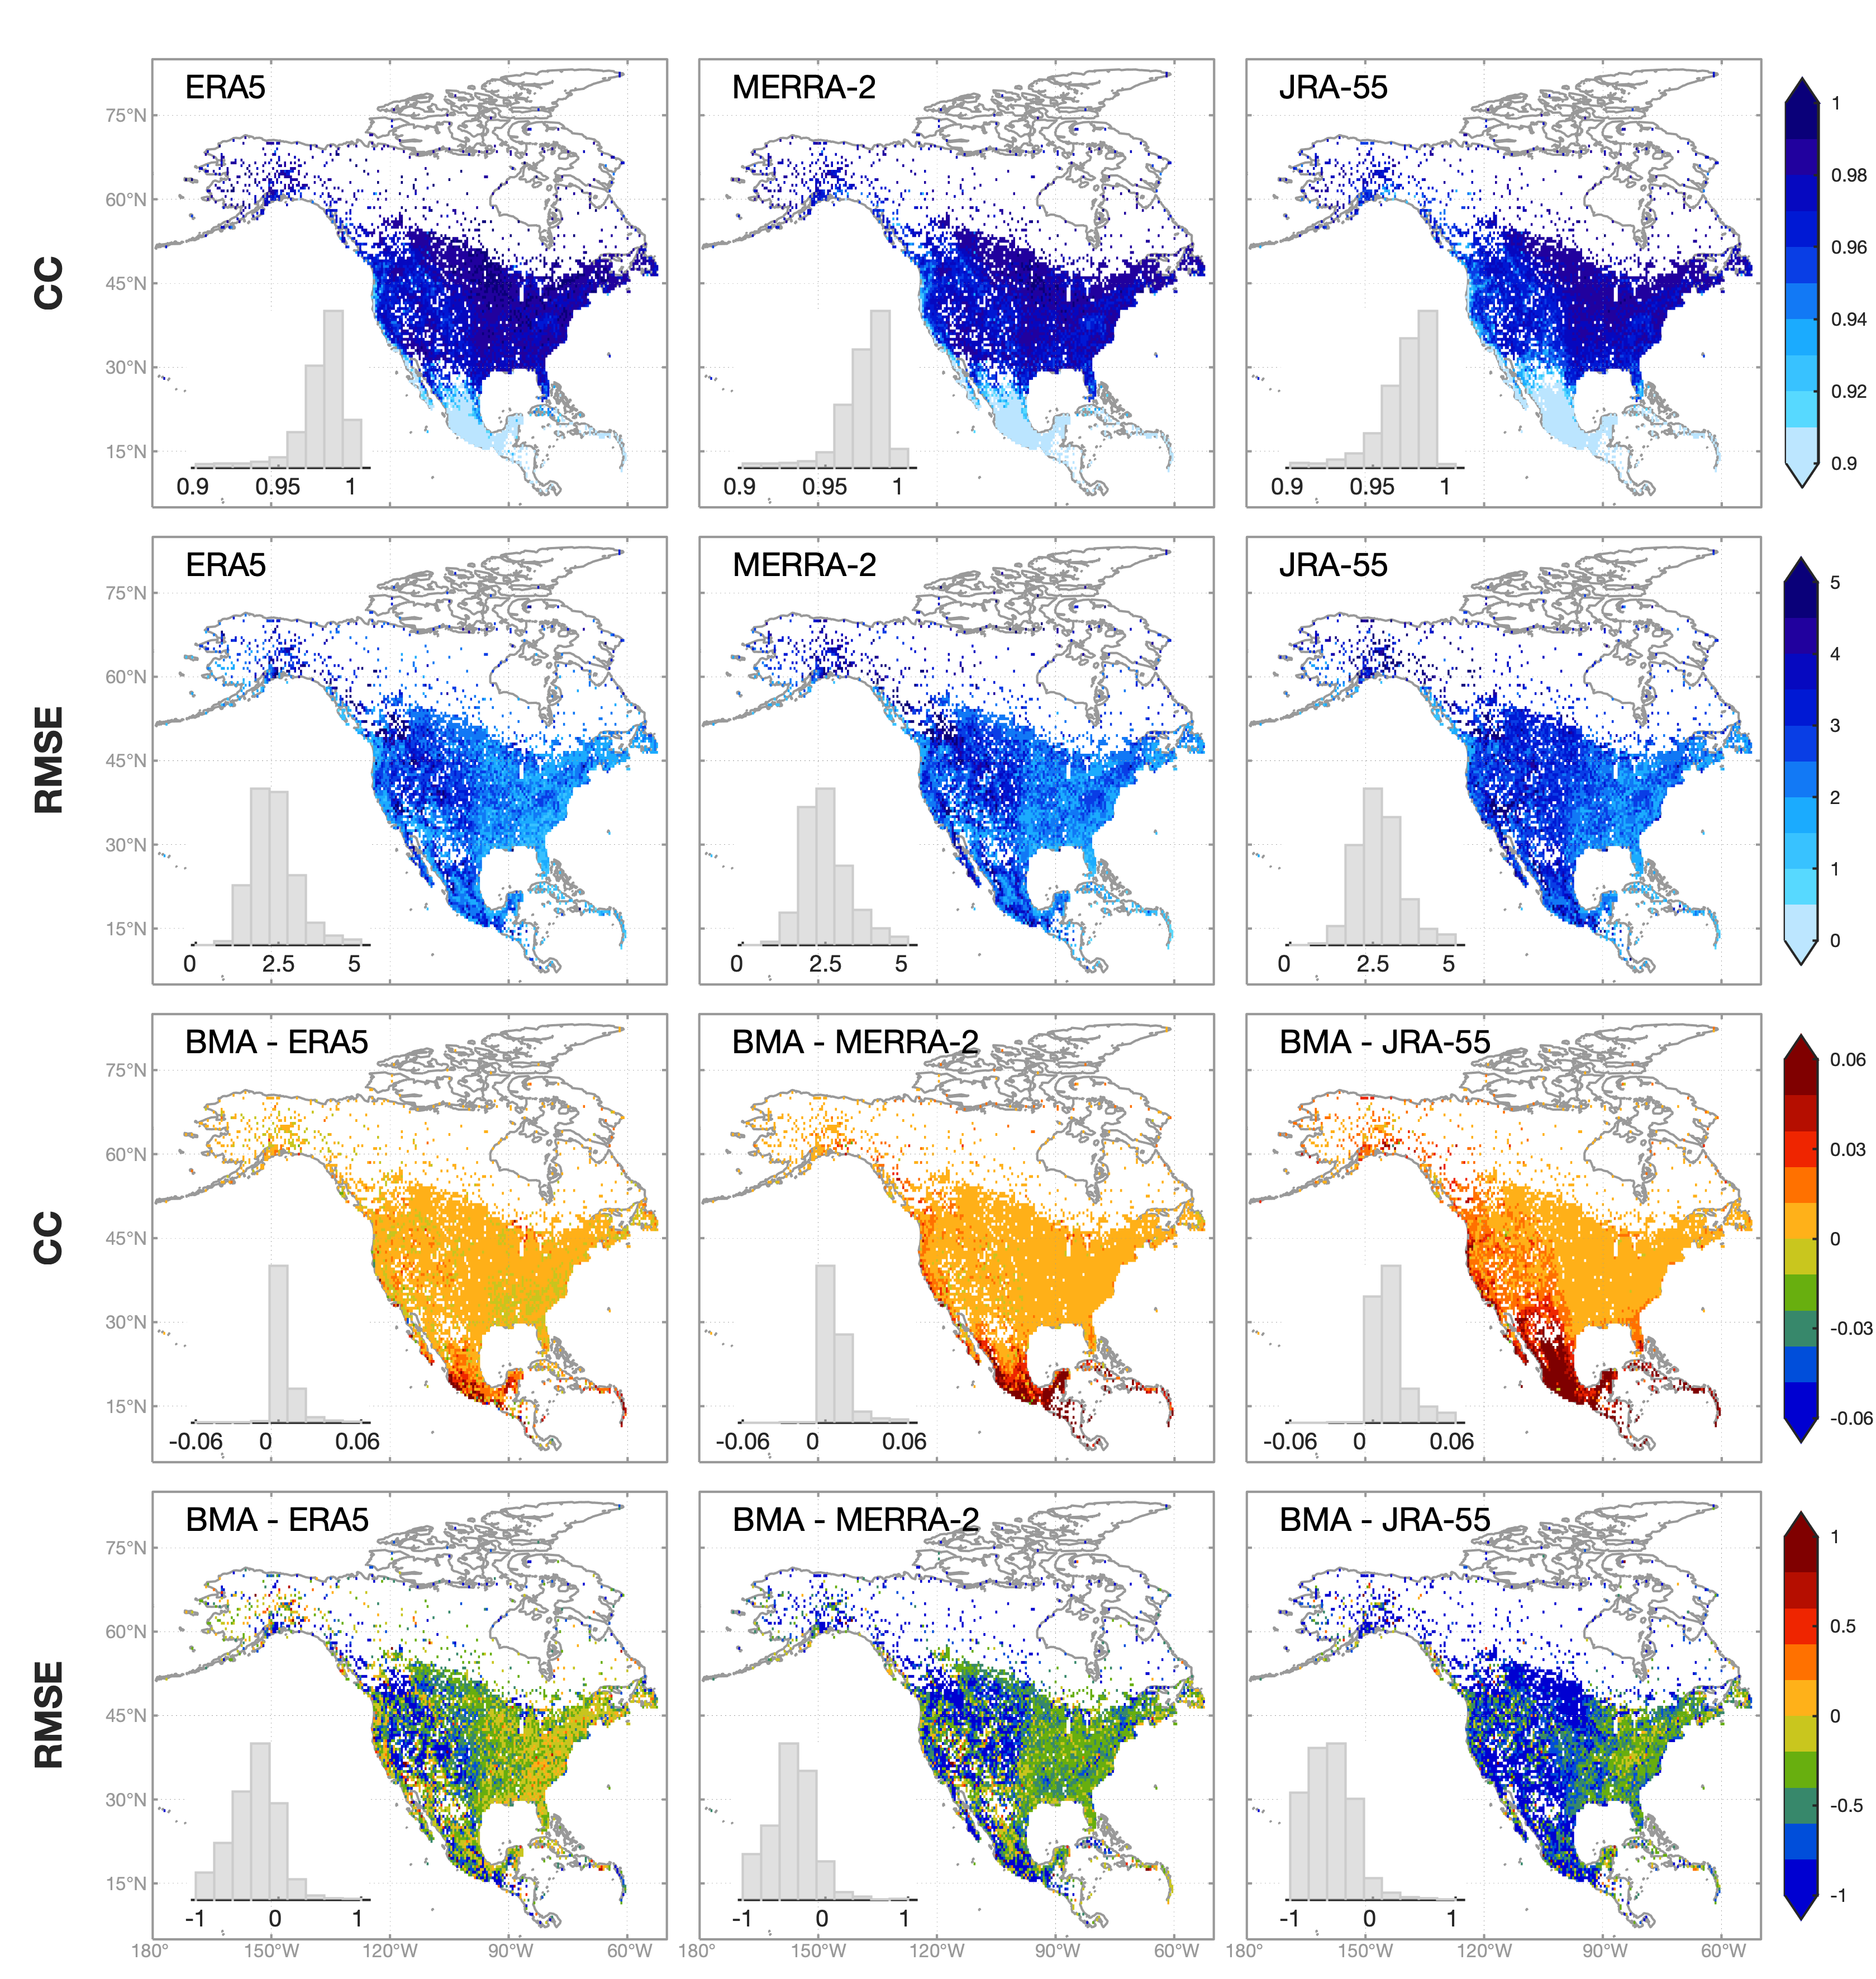 ERA5 MERRA-2 JRA-55
CC
75°N
60°N
45°N
30°N
15°N
0.9 0.95 1
0.9 0.95 1
0.9 0.95 1
1
0.98
0.96
0.94
0.92
0.9
ERA5 MERRA-2 JRA-55
RMSE
75°N
60°N
45°N
30°N
15°N
0 2.5 5
0 2.5 5
0 2.5 5
5
4
3
2
1
0
BMA - ERA5 BMA - MERRA-2 BMA - JRA-55
CC
75°N
60°N
45°N
30°N
15°N
-0.06 0 0.06
-0.06 0 0.06
-0.06 0 0.06
0.06
0.03
0
-0.03
-0.06
BMA - ERA5 BMA - MERRA-2 BMA - JRA-55
RMSE
75°N
60°N
45°N
30°N
15°N
-1 0 1
-1 0 1
-1 0 1
1
0.5
0
-0.5
-1
180° 150°W 120°W 90°W 60°W
180° 150°W 120°W 90°W 60°W
180° 150°W 120°W 90°W 60°W